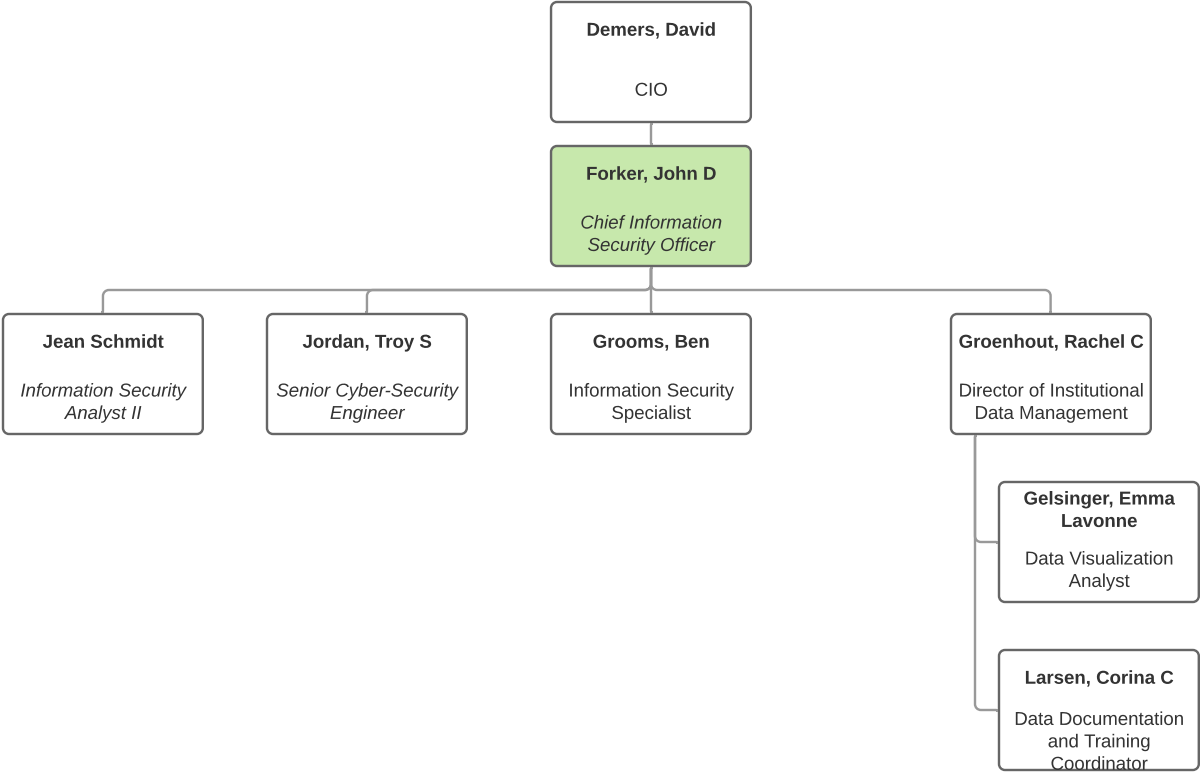 Demers, David
CIO
Forker, John D
Chief Information
Security Officer
Jean Schmidt
Information Security
Analyst II
Jordan, Troy S
Senior Cyber-Security
Engineer
Grooms, Ben
Information Security
Specialist
Groenhout, Rachel C
Director of Institutional
Data Management
Gelsinger, Emma
Lavonne
Data Visualization
Analyst
Larsen, Corina C
Data Documentation
and Training
Coordinator